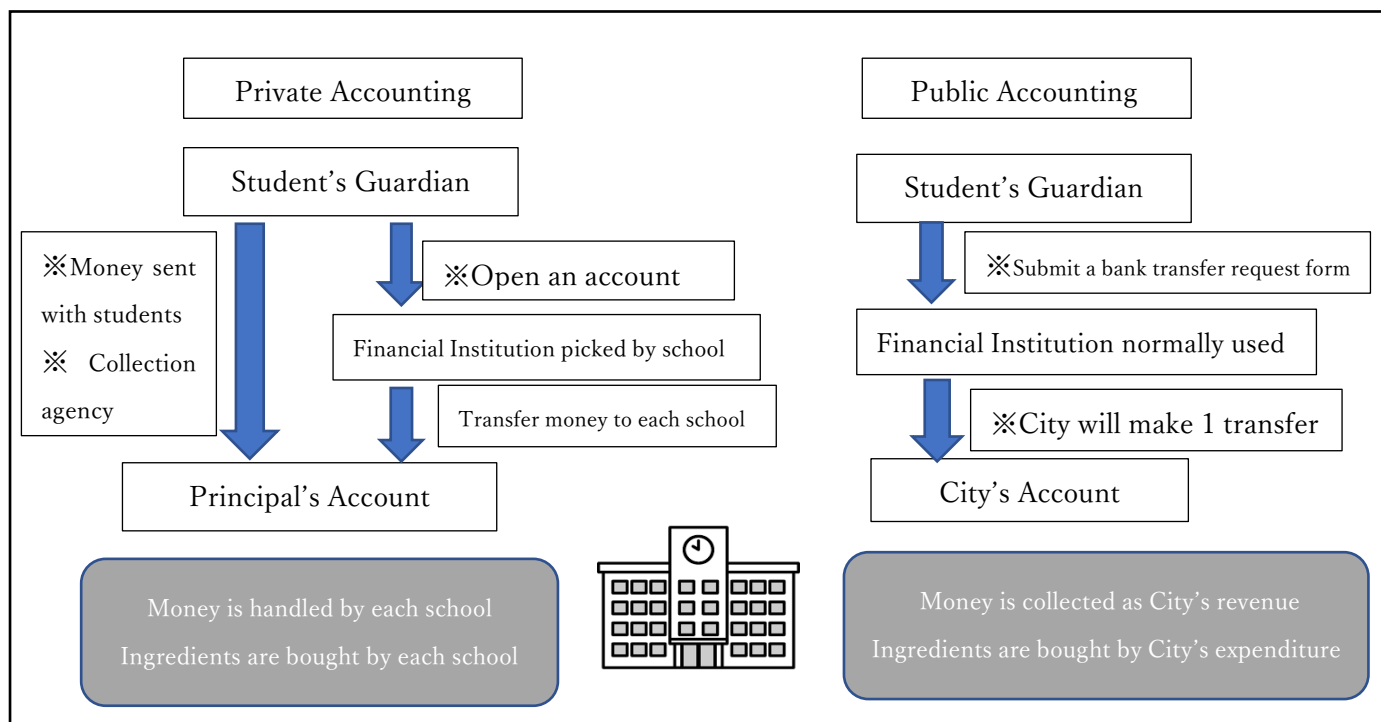 Private Accounting
Student’s Guardian
※Money sent
with students
※ Collection
agency
※Open an account
Financial Institution picked by school
Transfer money to each school
Principal’s Account
Money is handled by each school
Ingredients are bought by each school
Public Accounting
Student’s Guardian
※Submit a bank transfer request form
Financial Institution normally used
※City will make 1 transfer
City’s Account
Money is collected as City’s revenue
Ingredients are bought by City’s expenditure